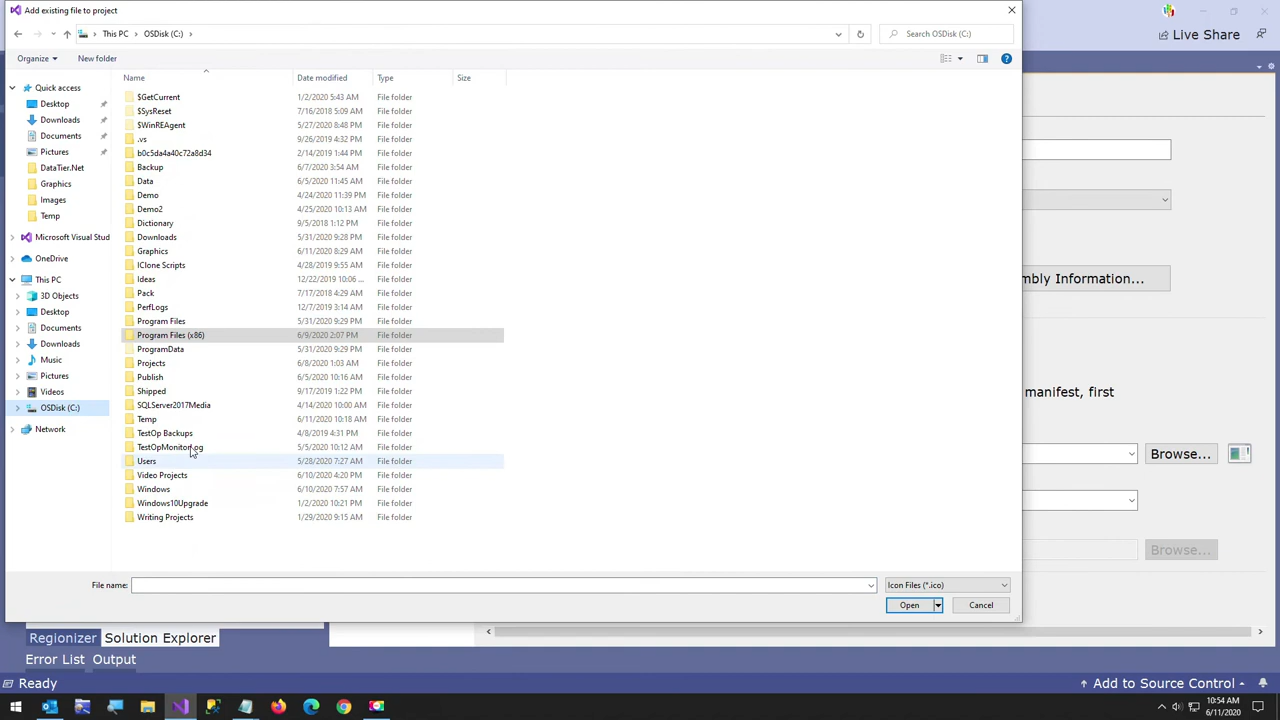 Add existing file to project
This PC > OSDisk (C:) >
Search OSDisk (C:)
Live Share
Organize
New folder
Name
Date modified
Type
Size
Quick access
Desktop
Downloads
Documents
Pictures
DataTier.Net
Graphics
Images
Temp
Microsoft Visual Stud
OneDrive
This PC
3D Objects
Desktop
Documents
Downloads
Music
Pictures
Videos
OSDisk (C:)
Network
$GetCurrent 1/2/2020 5:43 AM File folder
$SysReset 7/16/2018 5:09 AM File folder
$WinREAgent 5/27/2020 8:48 PM File folder
.vs 9/26/2019 4:32 PM File folder
b0c5da4a40c72a8d34 2/14/2019 1:44 PM File folder
Backup 6/7/2020 3:54 AM File folder
Data 6/5/2020 11:45 AM File folder
Demo 4/24/2020 11:39 PM File folder
Demo2 4/25/2020 10:13 AM File folder
Dictionary 9/5/2018 1:12 PM File folder
Downloads 5/31/2020 9:28 PM File folder
Graphics 6/11/2020 8:29 AM File folder
IClone Scripts 4/28/2019 9:55 AM File folder
Ideas 12/22/2019 10:06 ... File folder
Pack 7/17/2018 4:29 AM File folder
PerfLogs 12/7/2019 3:14 AM File folder
Program Files 5/31/2020 9:29 PM File folder
Program Files (x86) 6/9/2020 2:07 PM File folder
ProgramData 5/31/2020 9:29 PM File folder
Projects 6/8/2020 1:03 AM File folder
Publish 6/5/2020 10:16 AM File folder
Shipped 9/17/2019 1:22 PM File folder
SQLServer2017Media 4/14/2020 10:00 AM File folder
Temp 6/11/2020 10:18 AM File folder
TestOp Backups 4/8/2019 4:31 PM File folder
TestOpMonitorLog 5/5/2020 10:12 AM File folder
Users 5/28/2020 7:27 AM File folder
Video Projects 6/10/2020 4:20 PM File folder
Windows 6/10/2020 7:57 AM File folder
Windows10Upgrade 1/2/2020 10:21 PM File folder
Writing Projects 1/29/2020 9:15 AM File folder
mbly Information...
manifest, first
Browse...
Browse...
File name:
Icon Files (*.ico)
Open
Cancel
Regionizer
Solution Explorer
Error List
Output
Ready
Add to Source Control
10:54 AM
6/11/2020